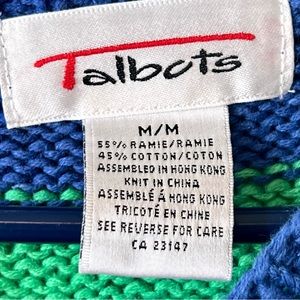 Talbots
M/M
55% RAMIE/RAMIE
45% COTTON/COTON
ASSEMBLED IN HONG KONG
KNIT IN CHINA
ASSEMBLÉ Á HONG KONG
TRICOTÉ EN CHINE
SEE REVERSE FOR CARE
CA 23147